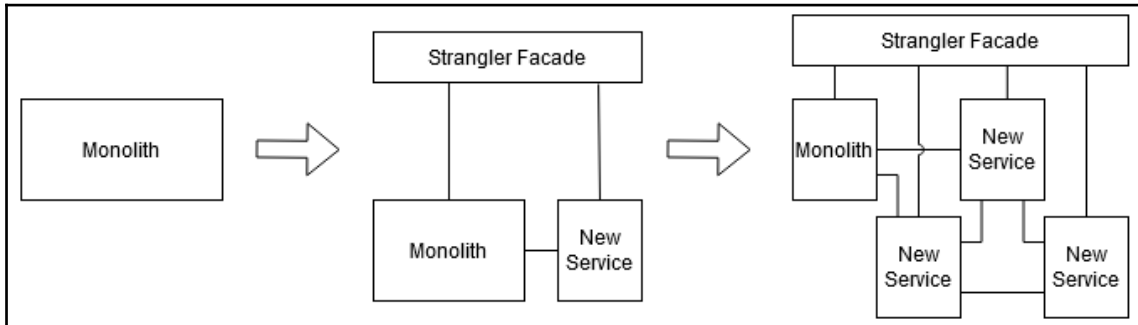 Monolith
Strangler Facade
Monolith
New
Service
Strangler Facade
Monolith
New
Service
New
Service
New
Service